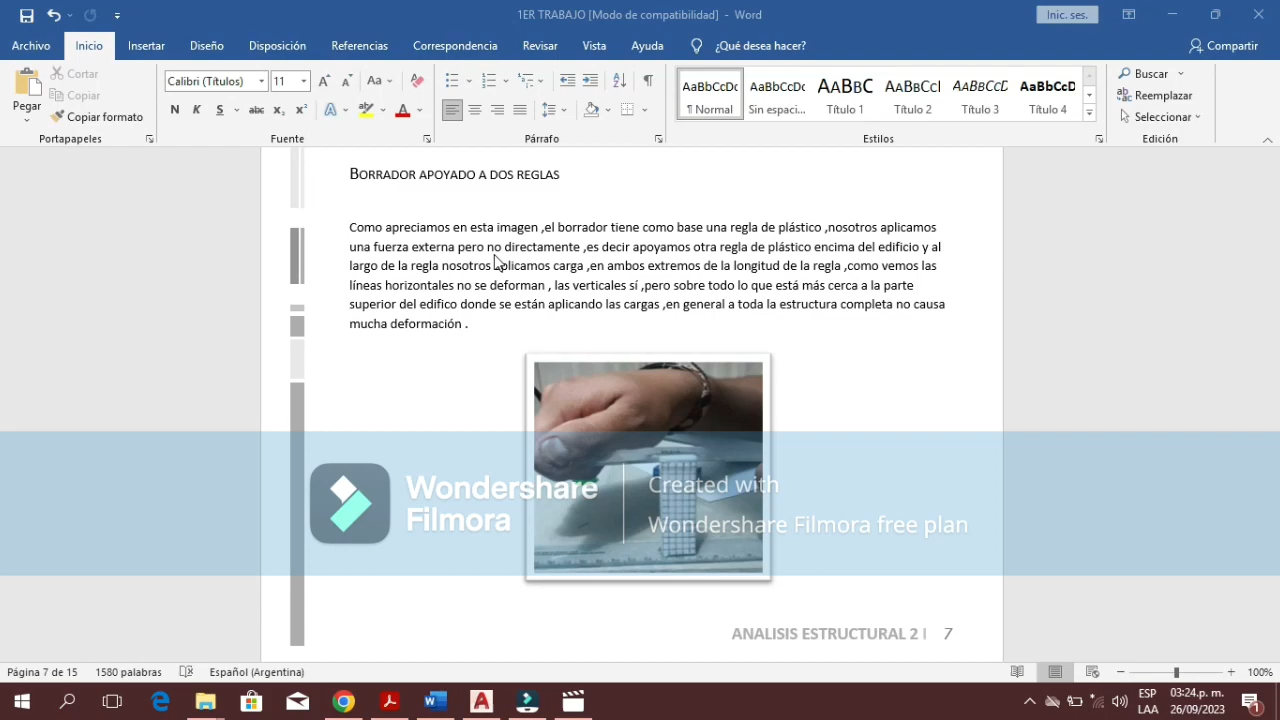 1ER TRABAJO [Modo de compatibilidad] - Word
Inic. ses.
Archivo Inicio Insertar Diseño Disposición Referencias Correspondencia Revisar Vista Ayuda ¿Qué desea hacer? Compartir
Pegar
Cortar
Copiar
Copiar formato
Portapapeles
Calibri (Títulos) 11
Fuente
Párrafo
AaBbCcDc AaBbCcDc AaBbC AaBbCcI AaBbCcD AaBbCcD
¶ Normal Sin espaci... Título 1 Título 2 Título 3 Título 4
Estilos
Buscar
Reemplazar
Seleccionar
Edición
BORRADOR APOYADO A DOS REGLAS
Como apreciamos en esta imagen ,el borrador tiene como base una regla de plástico ,nosotros aplicamos
una fuerza externa pero no directamente ,es decir apoyamos otra regla de plástico encima del edificio y al
largo de la regla nosotros aplicamos carga ,en ambos extremos de la longitud de la regla ,como vemos las
líneas horizontales no se deforman , las verticales sí ,pero sobre todo lo que está más cerca a la parte
superior del edifico donde se están aplicando las cargas ,en general a toda la estructura completa no causa
mucha deformación .
Wondershare
Filmora
Created with
Wondershare Filmora free plan
ANALISIS ESTRUCTURAL 2 | 7
Página 7 de 15 1580 palabras Español (Argentina) 100%
ESP
LAA
03:24 p. m.
26/09/2023
1